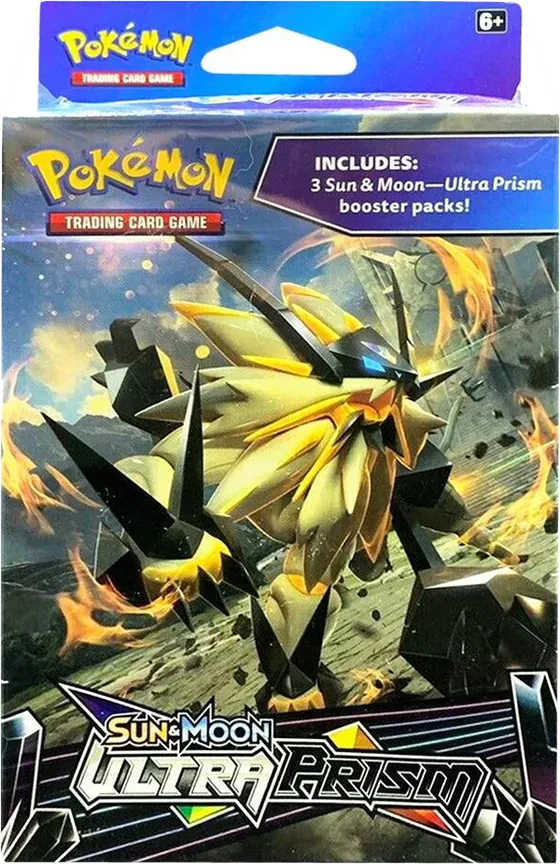 POKéMON
TRADING CARD GAME
6+
POKéMON
TRADING CARD GAME
INCLUDES:
3 Sun & Moon—Ultra Prism
booster packs!
SUN & MOON
ULTRA PRISM